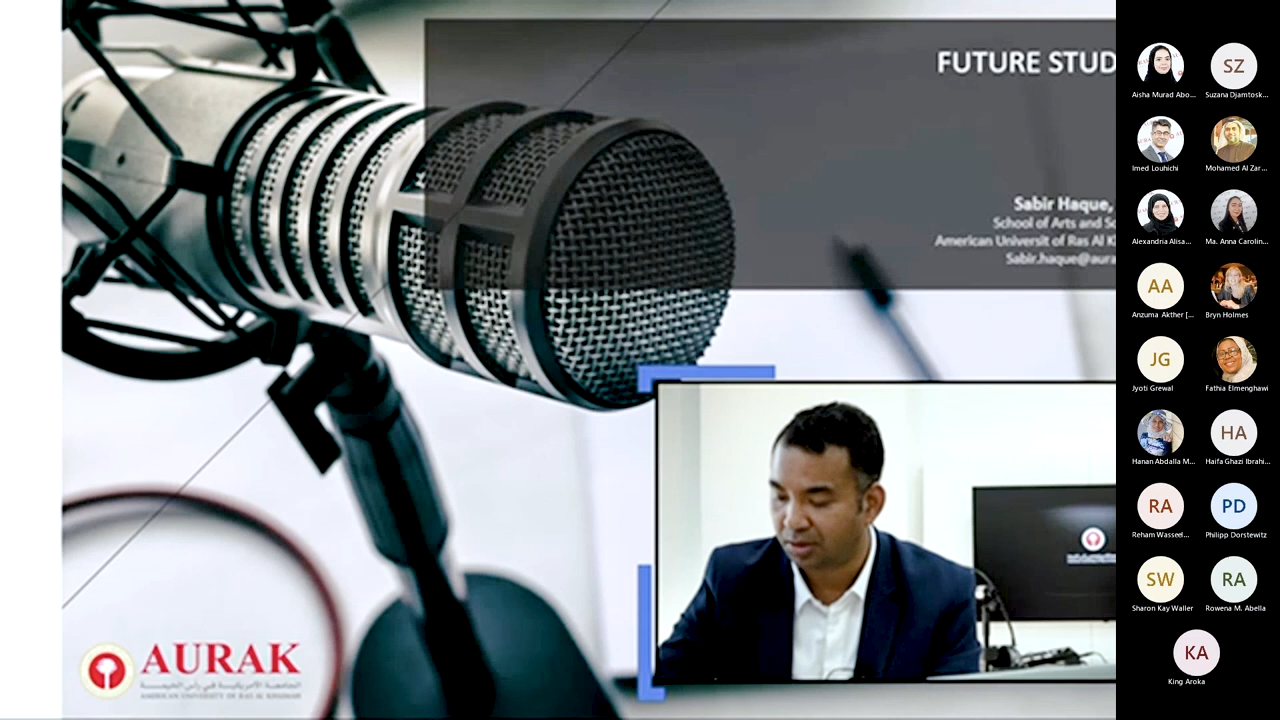 FUTURE STUD
Sabir Haque,
School of Arts and Sc
American Universit of Ras Al K
Sabir.haque@aura
AURAK
الجامعة الأمريكية في رأس الخيمة
AMERICAN UNIVERSITY OF RAS AL KHAIMAH
Aisha Murad Abo...
SZ
Suzana Djamtosk...
Imed Louhichi
Mohamed Al Zar...
Alexandria Alisa...
Ma. Anna Carolin...
AA
Anzuma Akther [...
Bryn Holmes
JG
Jyoti Grewal
Fathia Elmenghawi
Hanan Abdalla M...
HA
Haifa Ghazi Ibrahi...
RA
Reham Wasseel...
PD
Philipp Dorstewitz
SW
Sharon Kay Waller
RA
Rowena M. Abella
KA
King Aroka